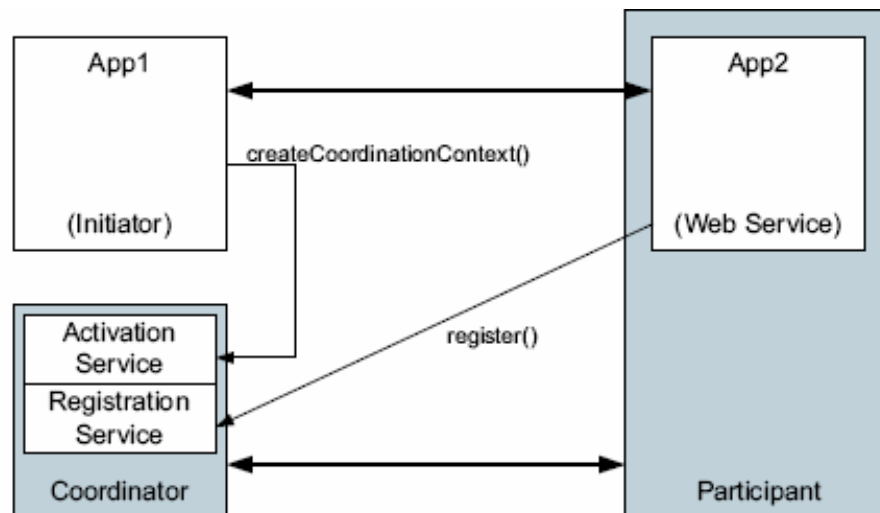 App1
App2
createCoordinationContext()
(Initiator)
(Web Service)
Activation
Service
register()
Registration
Service
Coordinator
Participant